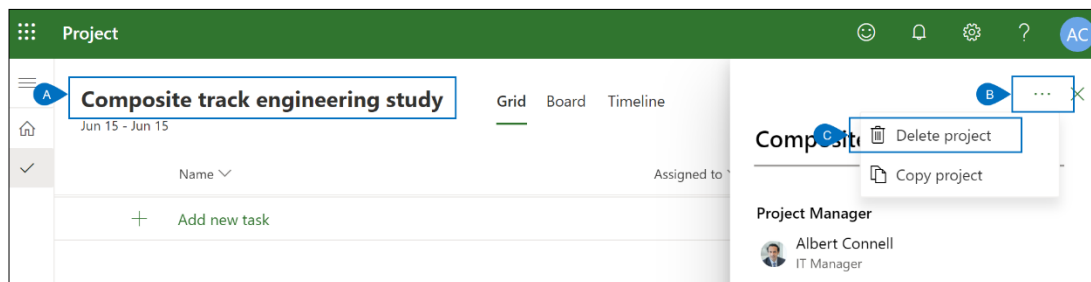 Project
AC
A
Composite track engineering study
Jun 15 - Jun 15
Grid Board Timeline
B
C
Delete project
Copy project
Name
Assigned to
Add new task
Project Manager
Albert Connell
IT Manager